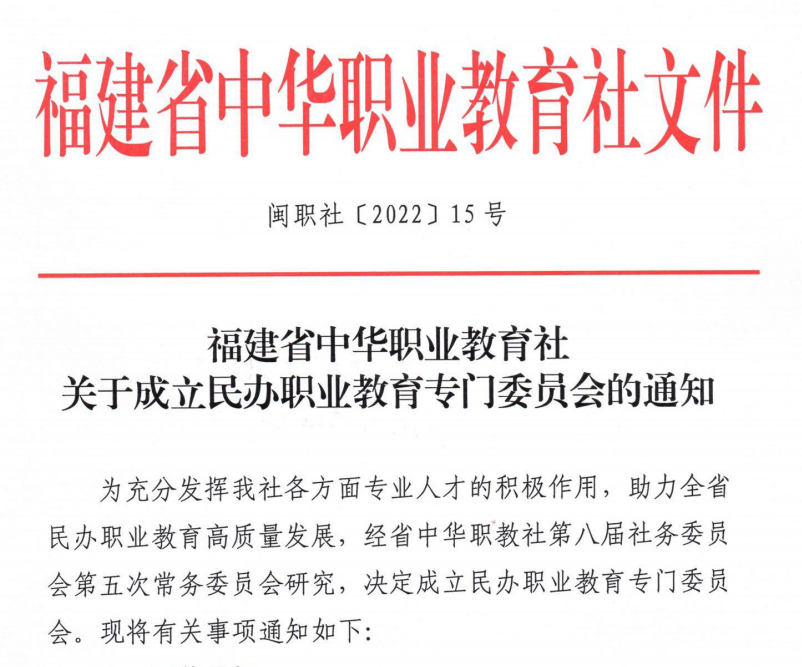 福建省中华职业教育社文件
闽职社〔2022〕15 号
福建省中华职业教育社
关于成立民办职业教育专门委员会的通知
为充分发挥我社各方面专业人才的积极作用，助力全省
民办职业教育高质量发展，经省中华职教社第八届社务委员
会第五次常务委员会研究，决定成立民办职业教育专门委员
会。现将有关事项通知如下：